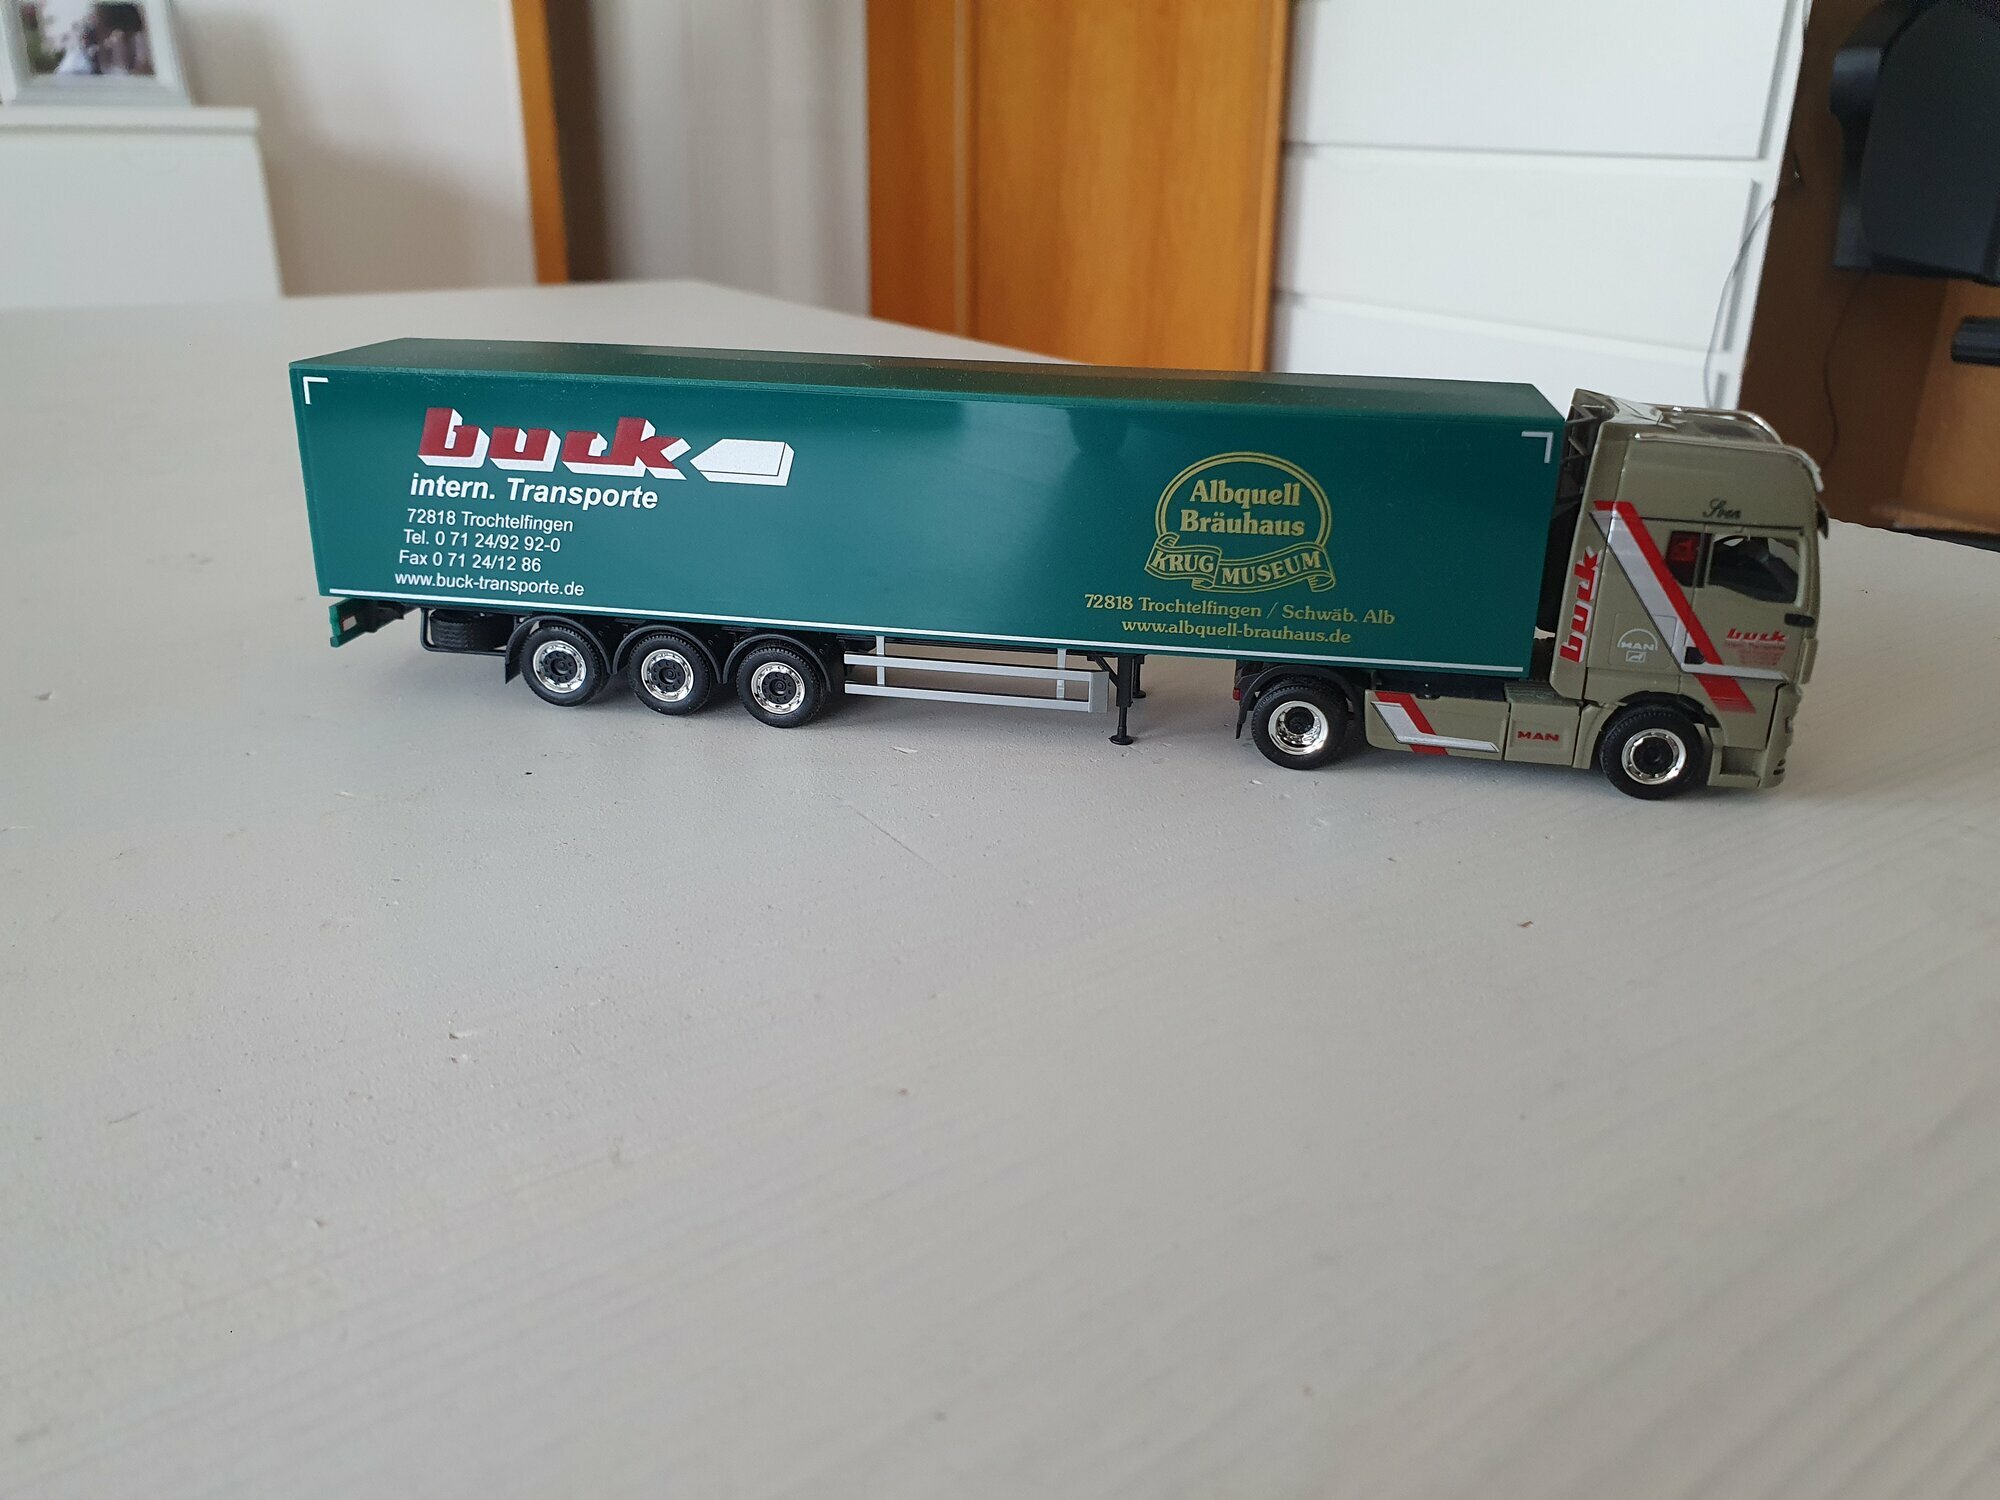 buck
intern. Transporte
72818 Trochtelfingen
Tel. 0 71 24/92 92-0
Fax 0 71 24/12 86
www.buck-transporte.de
Albquell
Bräuhaus
KRUG MUSEUM
72818 Trochtelfingen / Schwäb. Alb
www.albquell-brauhaus.de
Sven
buck
MAN
buck
MAN